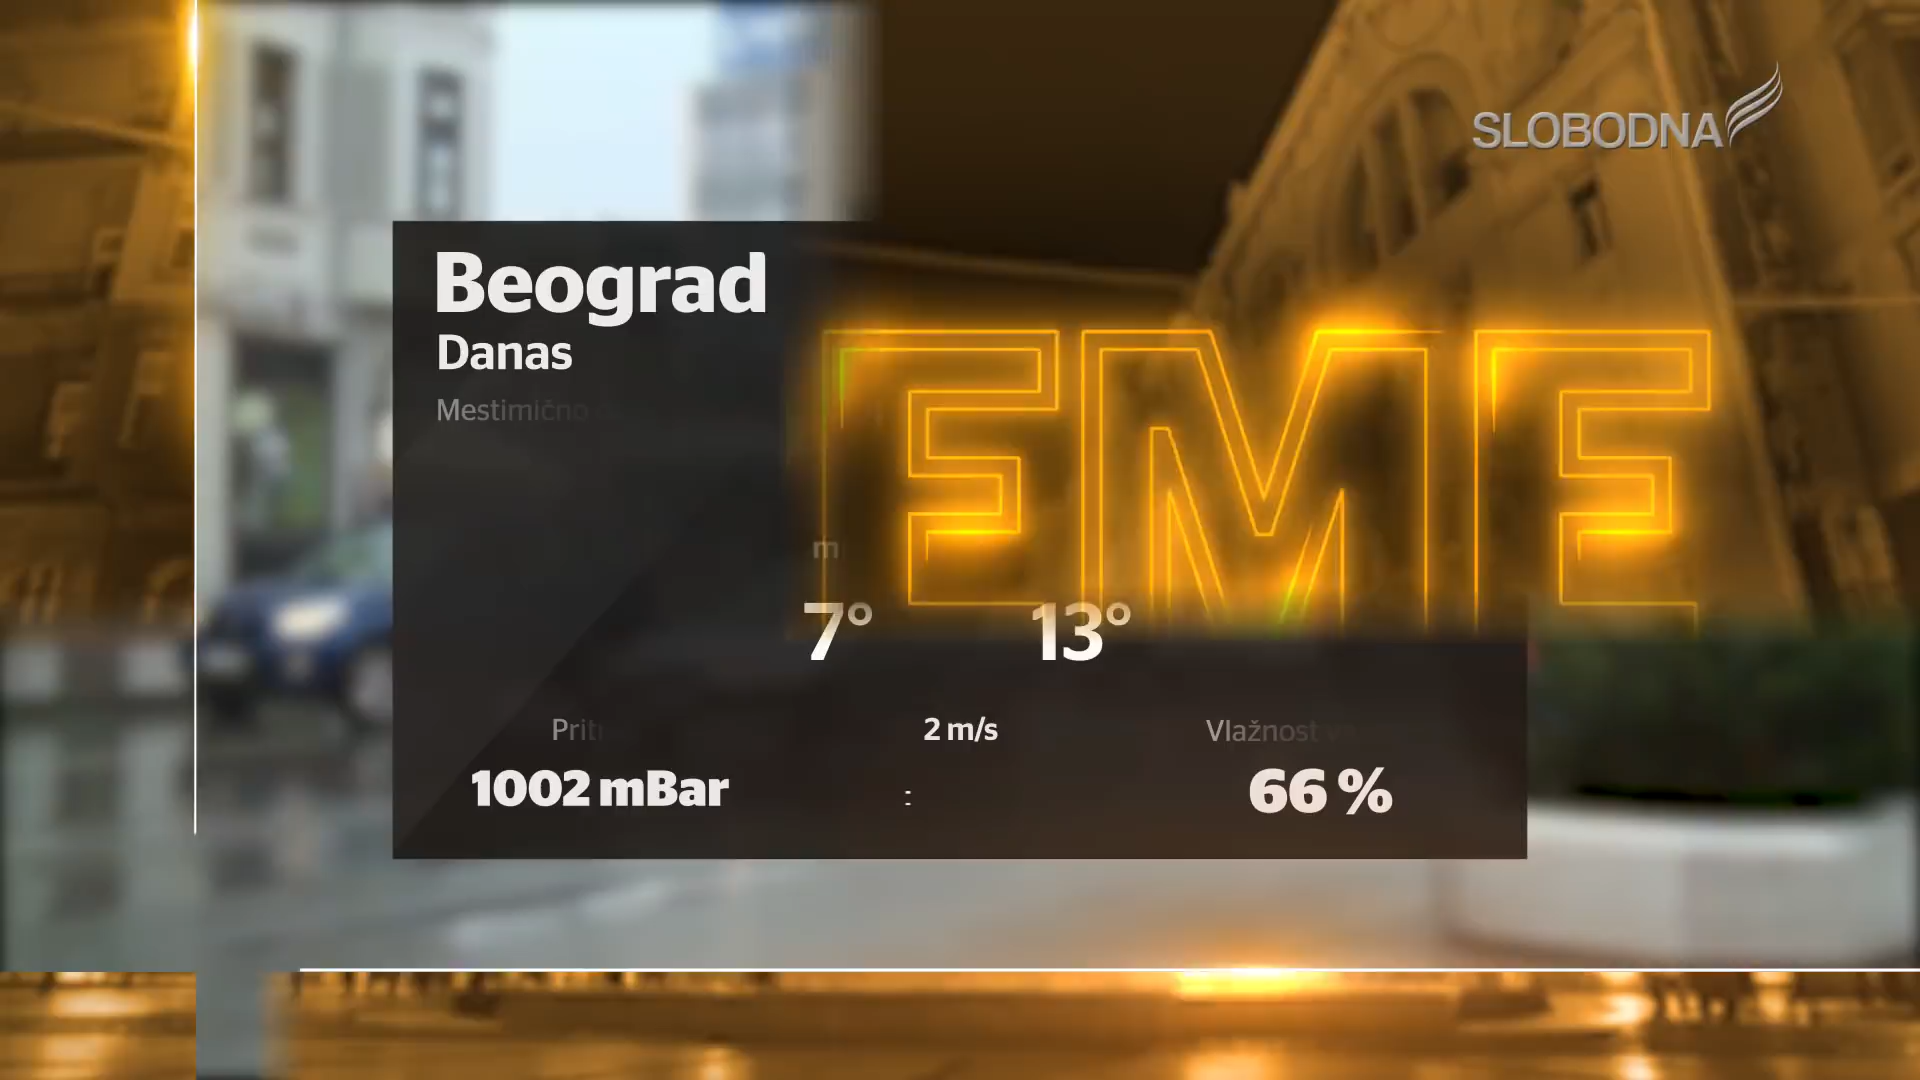 SLOBODNA
Beograd
Danas
Mestimično
EME
m
7° 13°
2 m/s
Vlažnost
1002 mBar : 66 %